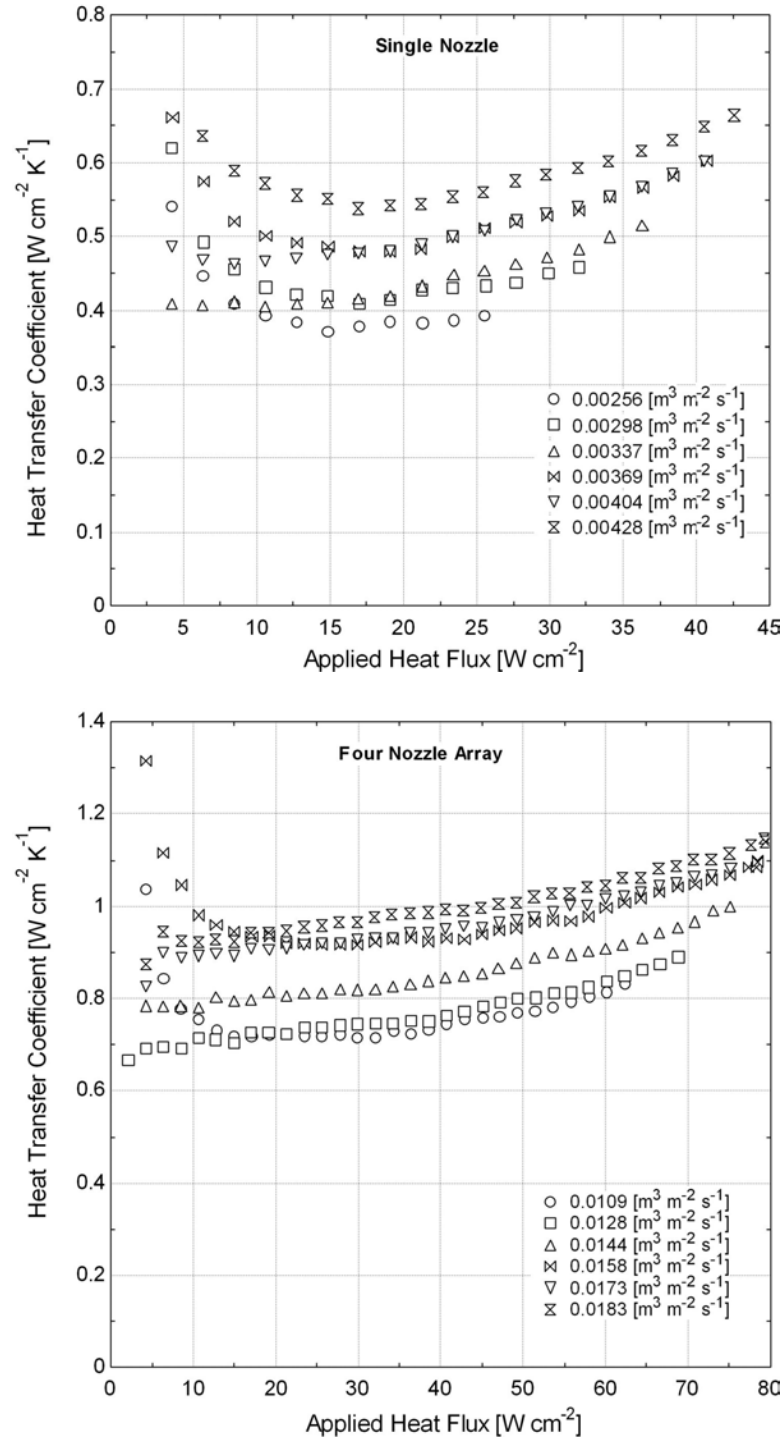 Single Nozzle
Heat Transfer Coefficient [W cm⁻² K⁻¹]
0.8
0.7
0.6
0.5
0.4
0.3
0.2
0.1
0
0.00256 [m³ m⁻² s⁻¹]
0.00298 [m³ m⁻² s⁻¹]
0.00337 [m³ m⁻² s⁻¹]
0.00369 [m³ m⁻² s⁻¹]
0.00404 [m³ m⁻² s⁻¹]
0.00428 [m³ m⁻² s⁻¹]
0 5 10 15 20 25 30 35 40 45
Applied Heat Flux [W cm⁻²]
Four Nozzle Array
Heat Transfer Coefficient [W cm⁻² K⁻¹]
1.4
1.2
1
0.8
0.6
0.4
0.2
0
0.0109 [m³ m⁻² s⁻¹]
0.0128 [m³ m⁻² s⁻¹]
0.0144 [m³ m⁻² s⁻¹]
0.0158 [m³ m⁻² s⁻¹]
0.0173 [m³ m⁻² s⁻¹]
0.0183 [m³ m⁻² s⁻¹]
0 10 20 30 40 50 60 70 80
Applied Heat Flux [W cm⁻²]